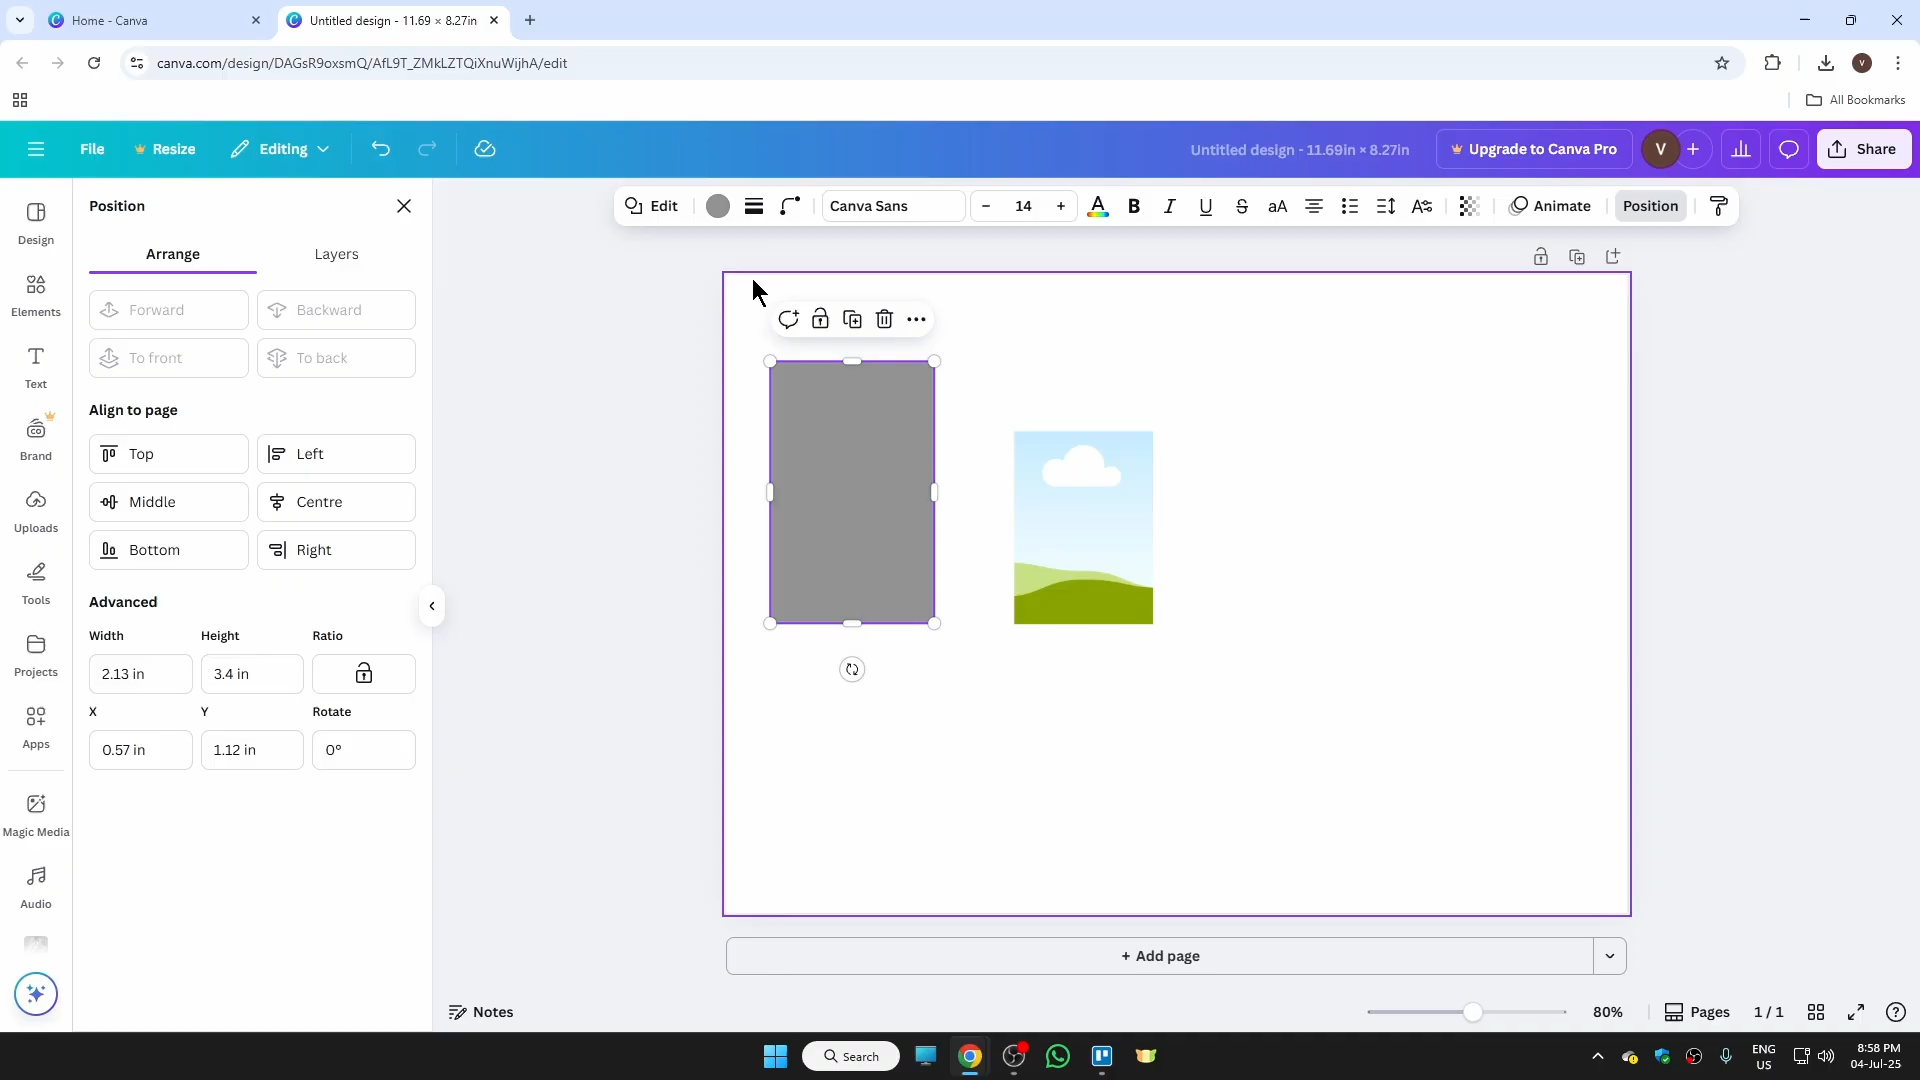 Home - Canva
Untitled design - 11.69 × 8.27in
canva.com/design/DAGsR9oxsmQ/AfL9T_ZMkLZTQiXnuWijhA/edit
V
All Bookmarks
File
Resize
Editing
Untitled design - 11.69in × 8.27in
Upgrade to Canva Pro
V
Share
Design
Elements
Text
Brand
Uploads
Tools
Projects
Apps
Magic Media
Audio
Position
Arrange
Layers
Forward
Backward
To front
To back
Align to page
Top
Left
Middle
Centre
Bottom
Right
Advanced
Width
Height
Ratio
2.13 in
3.4 in
X
Y
Rotate
0.57 in
1.12 in
0°
Edit
Canva Sans
14
A
B
I
U
S
aA
Animate
Position
+ Add page
Notes
80%
Pages
1 / 1
Search
ENG
US
8:58 PM
04-Jul-25